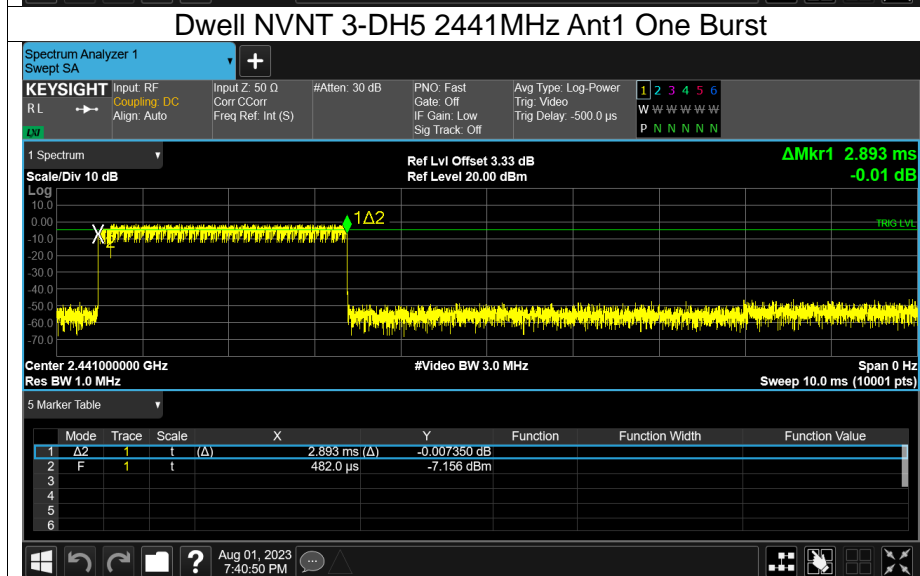 Dwell NVNT 3-DH5 2441MHz Ant1 One Burst
Spectrum Analyzer 1
Swept SA
+
KEYSIGHT Input: RF Input Z: 50 Ω #Atten: 30 dB PNO: Fast Avg Type: Log-Power 1 2 3 4 5 6
RL Coupling: DC Corr CCorr Gate: Off Trig: Video W W W W W W
Align: Auto Freq Ref: Int (S) IF Gain: Low Trig Delay: -500.0 µs
LXI Sig Track: Off P N N N N N
1 Spectrum Ref Lvl Offset 3.33 dB ΔMkr1 2.893 ms
Scale/Div 10 dB Ref Level 20.00 dBm -0.01 dB
Log
10.0
0.00 1Δ2 TRIG LVL
-10.0 X2
-20.0
-30.0
-40.0
-50.0
-60.0
-70.0
Center 2.441000000 GHz #Video BW 3.0 MHz Span 0 Hz
Res BW 1.0 MHz Sweep 10.0 ms (10001 pts)
5 Marker Table
Mode Trace Scale X Y Function Function Width Function Value
1 Δ2 1 t (Δ) 2.893 ms (Δ) -0.007350 dB
2 F 1 t 482.0 µs -7.156 dBm
3
4
5
6
? Aug 01, 2023
7:40:50 PM